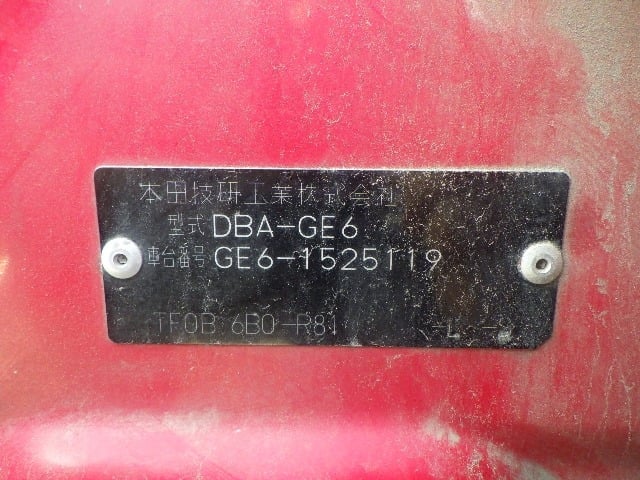 本田技研工業株式会社
型式 DBA-GE6
車台番号 GE6-1525119
TF0B 6B0-R81